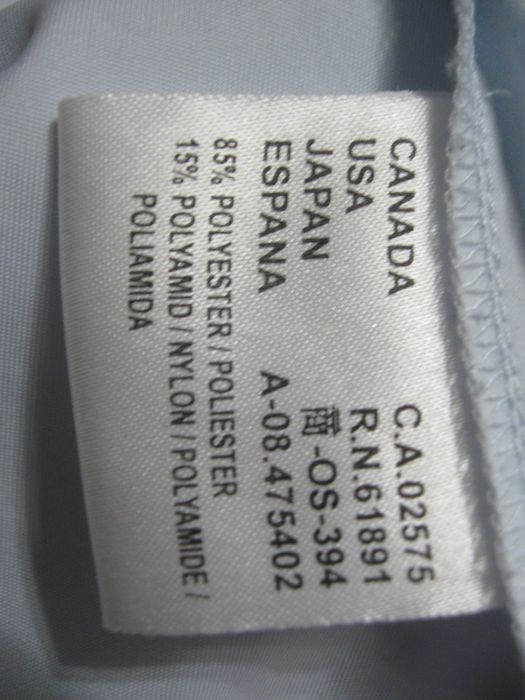 CANADA C.A.02575
USA R.N.61891
JAPAN 商-OS-394
ESPANA A-08.475402
85% POLYESTER / POLIESTER
15% POLYAMID / NYLON / POLYAMIDE /
POLIAMIDA